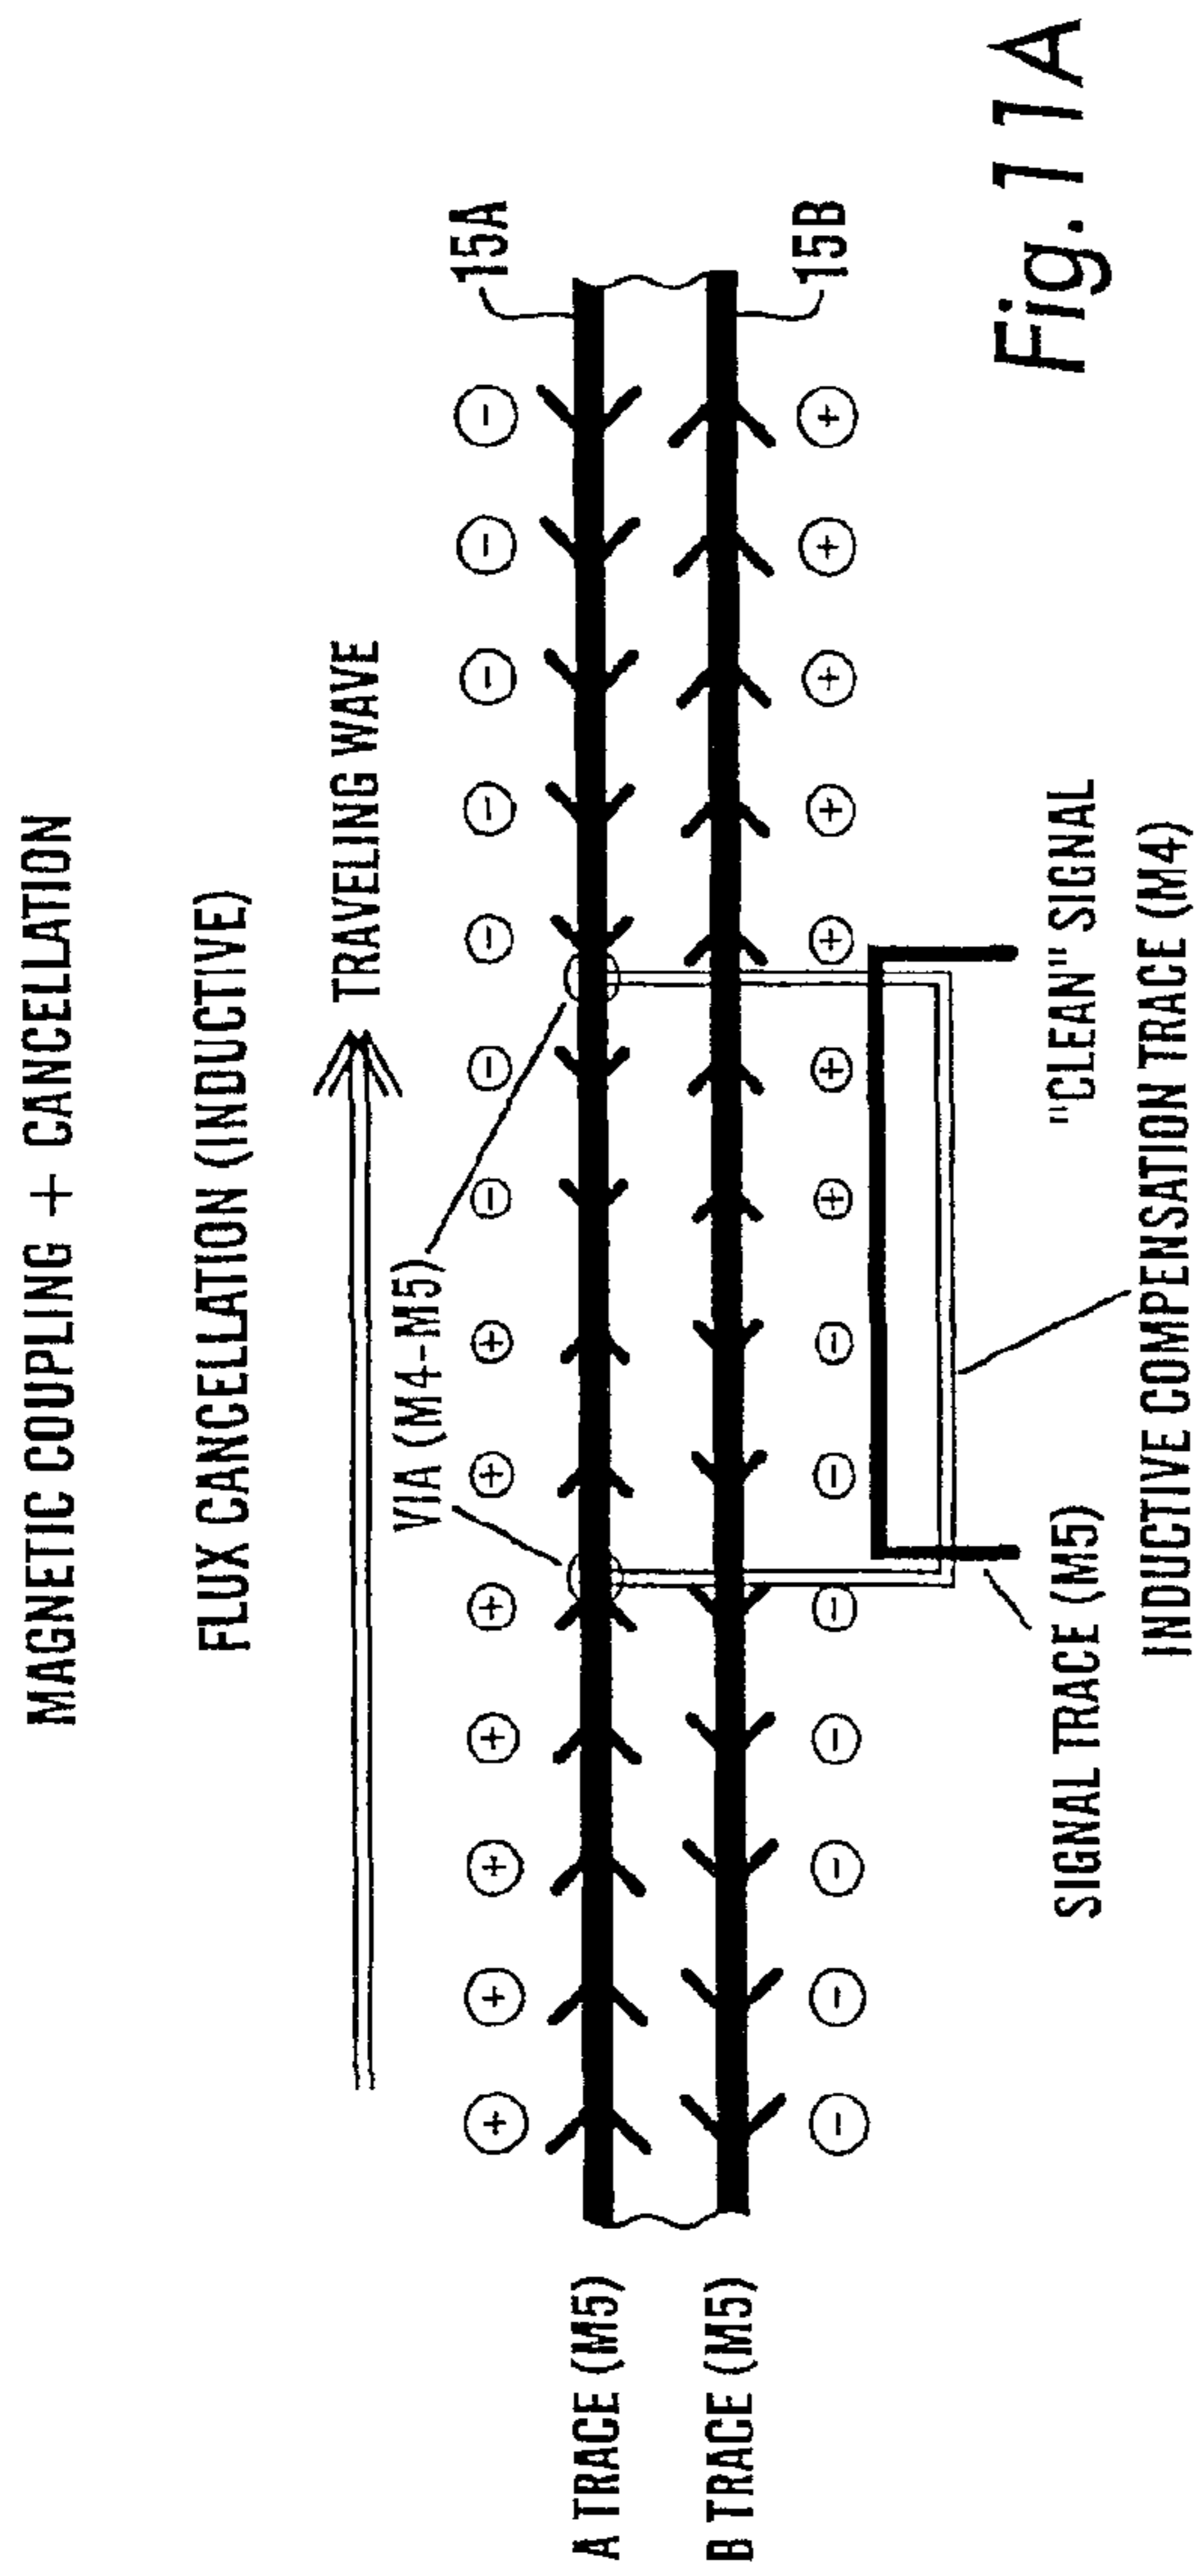 MAGNETIC COUPLING + CANCELLATION
FLUX CANCELLATION (INDUCTIVE)
TRAVELING WAVE
VIA (M4-M5)
15A
+ + + + + + + - - - - - - -
A TRACE (M5)
B TRACE (M5)
- - - - - - - + + + + + + +
15B
SIGNAL TRACE (M5)
"CLEAN" SIGNAL
INDUCTIVE COMPENSATION TRACE (M4)
Fig. 11A